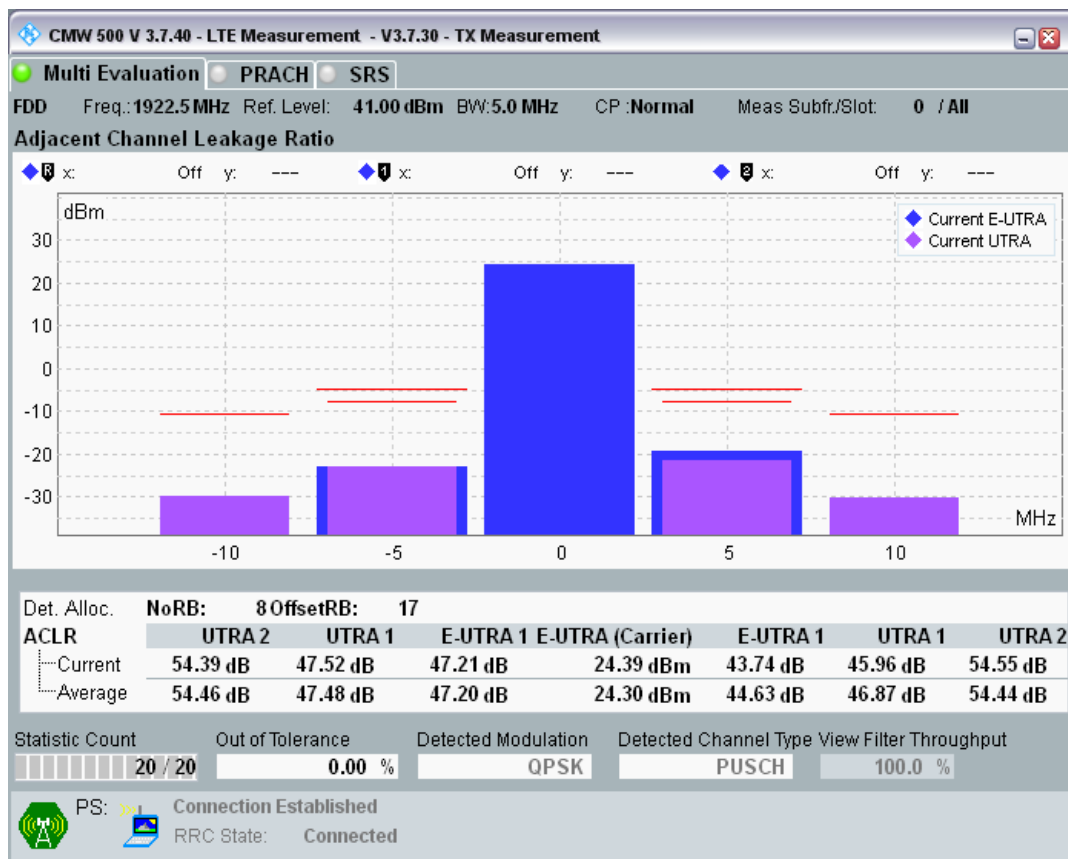 CMW 500 V 3.7.40 - LTE Measurement - V3.7.30 - TX Measurement
Multi Evaluation PRACH SRS
FDD Freq.:1922.5 MHz Ref. Level: 41.00 dBm BW:5.0 MHz CP :Normal Meas Subfr./Slot: 0 / All
Adjacent Channel Leakage Ratio
R x: Off y: --- 1 x: Off y: --- 2 x: Off y: ---
dBm
Current E-UTRA
Current UTRA
30
20
10
0
-10
-20
-30
MHz
-10 -5 0 5 10
Det. Alloc. NoRB: 8 OffsetRB: 17
ACLR UTRA 2 UTRA 1 E-UTRA 1 E-UTRA (Carrier) E-UTRA 1 UTRA 1 UTRA 2
Current 54.39 dB 47.52 dB 47.21 dB 24.39 dBm 43.74 dB 45.96 dB 54.55 dB
Average 54.46 dB 47.48 dB 47.20 dB 24.30 dBm 44.63 dB 46.87 dB 54.44 dB
Statistic Count Out of Tolerance Detected Modulation Detected Channel Type View Filter Throughput
20 / 20 0.00 % QPSK PUSCH 100.0 %
PS: Connection Established
RRC State: Connected